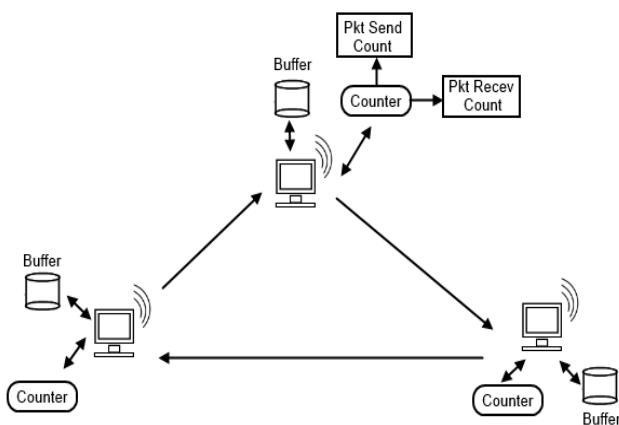 Pkt Send
Count
Buffer
Counter
Pkt Recev
Count
Buffer
Counter
Counter
Buffer